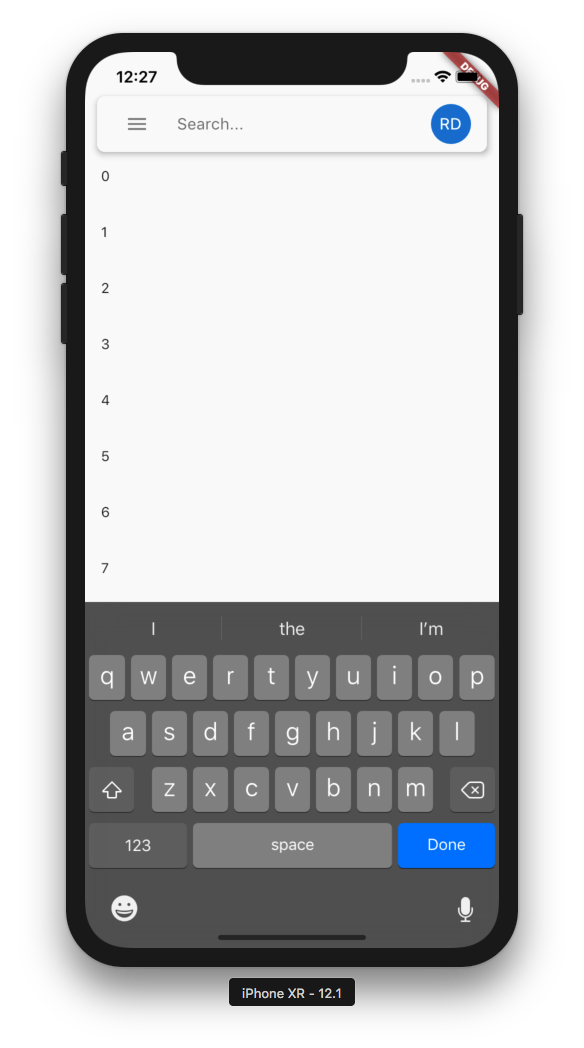 12:27
DEBUG
Search...
RD
0
1
2
3
4
5
6
7
I the I'm
q w e r t y u i o p
a s d f g h j k l
z x c v b n m
123 space Done
iPhone XR - 12.1